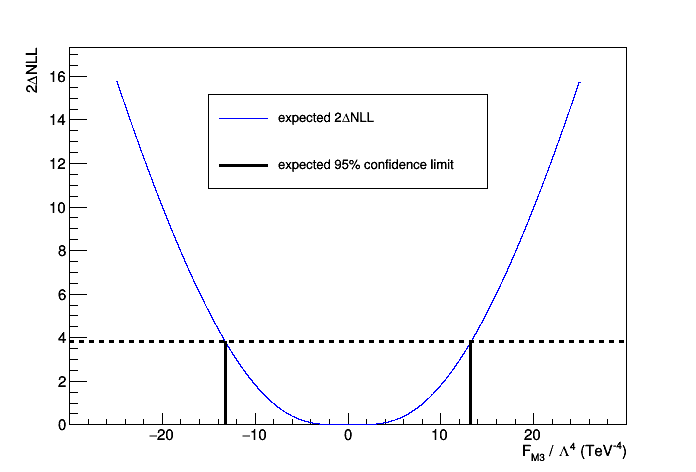 2ΔNLL
16
14
12
10
8
6
4
2
0
expected 2ΔNLL
expected 95% confidence limit
−20 −10 0 10 20
F_M3 / Λ^4 (TeV^-4)